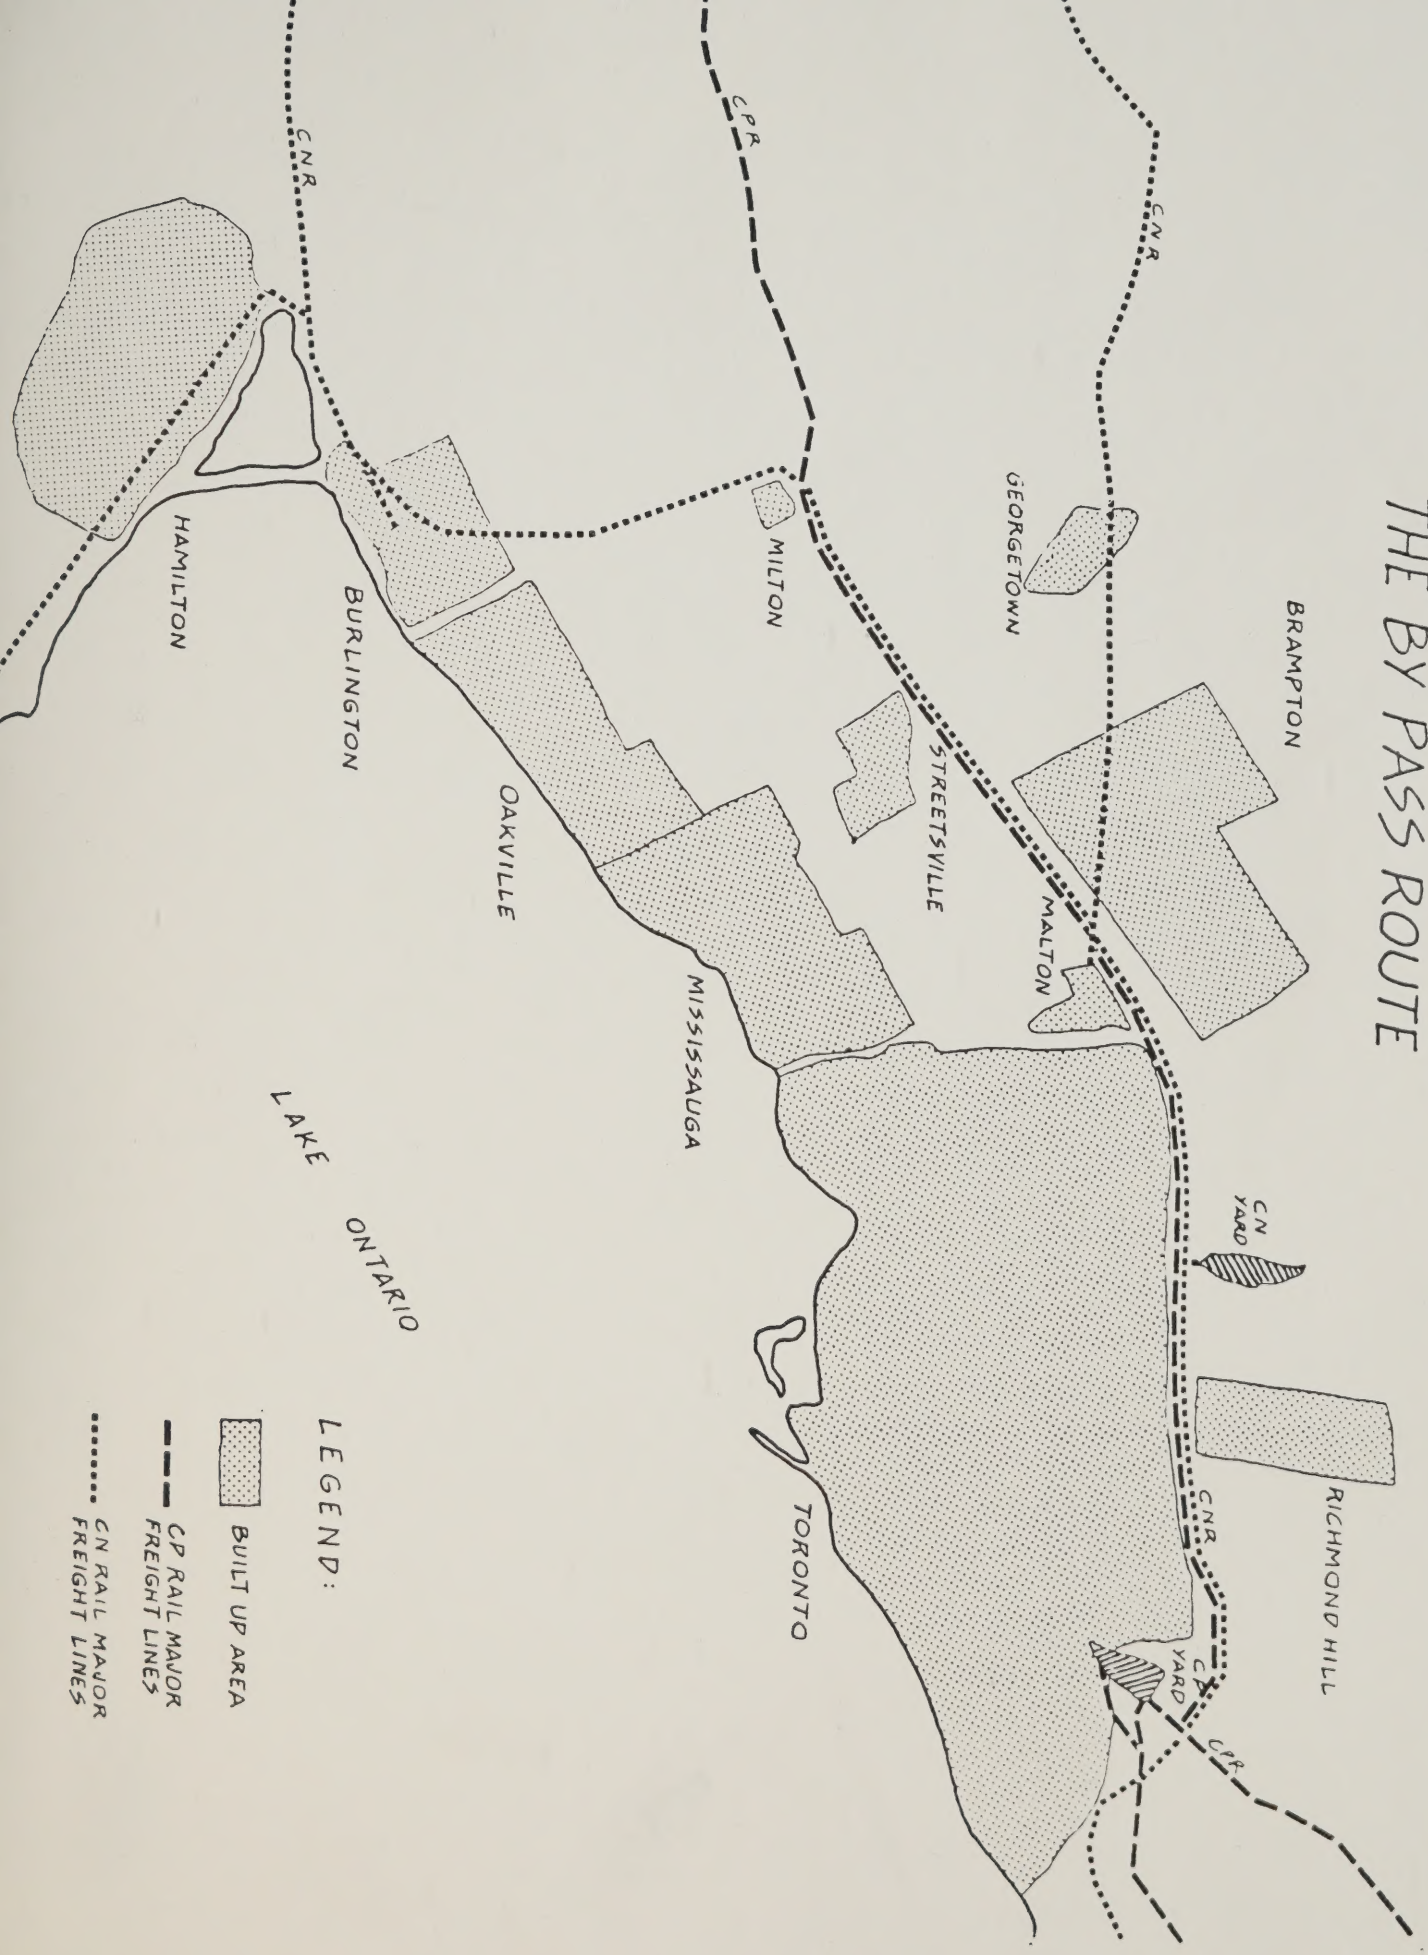 THE BY PASS ROUTE
BRAMPTON
RICHMOND HILL
CN
YARD
CNR
CNR
CP
YARD
CPR
GEORGETOWN
MALTON
STREETSVILLE
CPR
MILTON
TORONTO
MISSISSAUGA
OAKVILLE
CNR
BURLINGTON
HAMILTON
LAKE
ONTARIO
LEGEND:
BUILT UP AREA
CP RAIL MAJOR
FREIGHT LINES
CN RAIL MAJOR
FREIGHT LINES